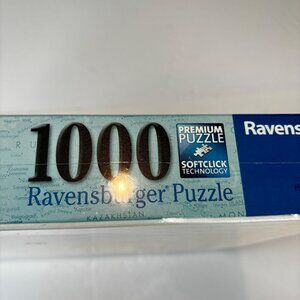 1000
PREMIUM
PUZZLE
SOFTCLICK
TECHNOLOGY
Ravens
Ravensburger Puzzle
KAZAKHSTAN